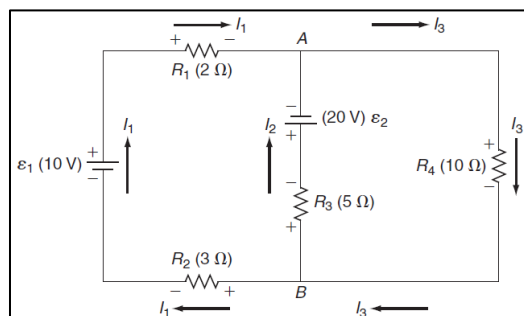 I₁ I₃
+ − A
R₁ (2 Ω)
− (20 V) ε₂
+
I₁ I₂ I₃
ε₁ (10 V) +
−
+ R₄ (10 Ω)
−
− R₃ (5 Ω)
+
R₂ (3 Ω)
− + B
I₁ I₃